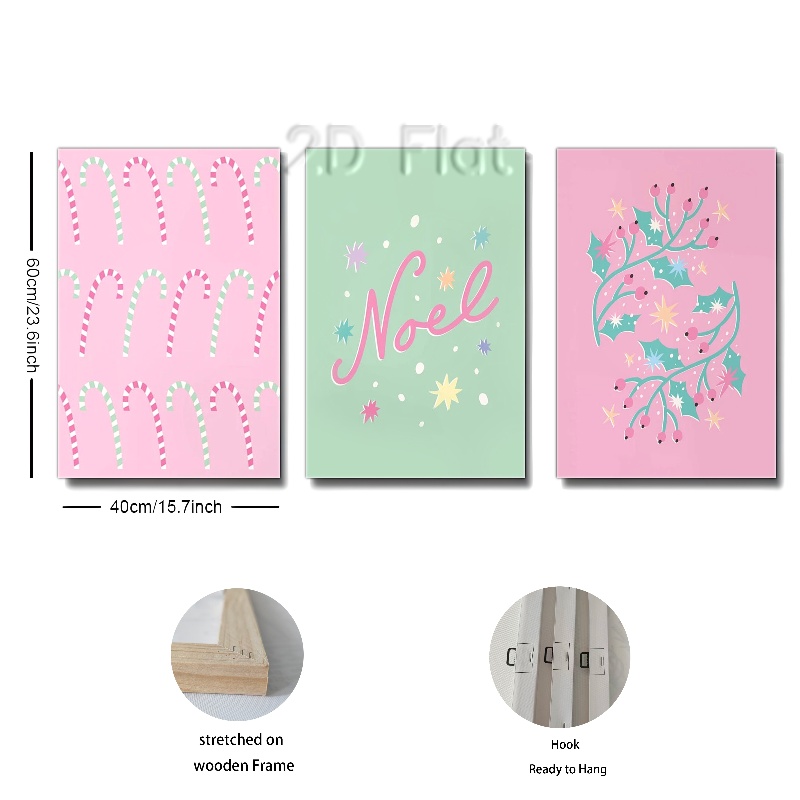 2D Flat
Noel
60cm/23.6inch
40cm/15.7inch
stretched on
wooden Frame
Hook
Ready to Hang